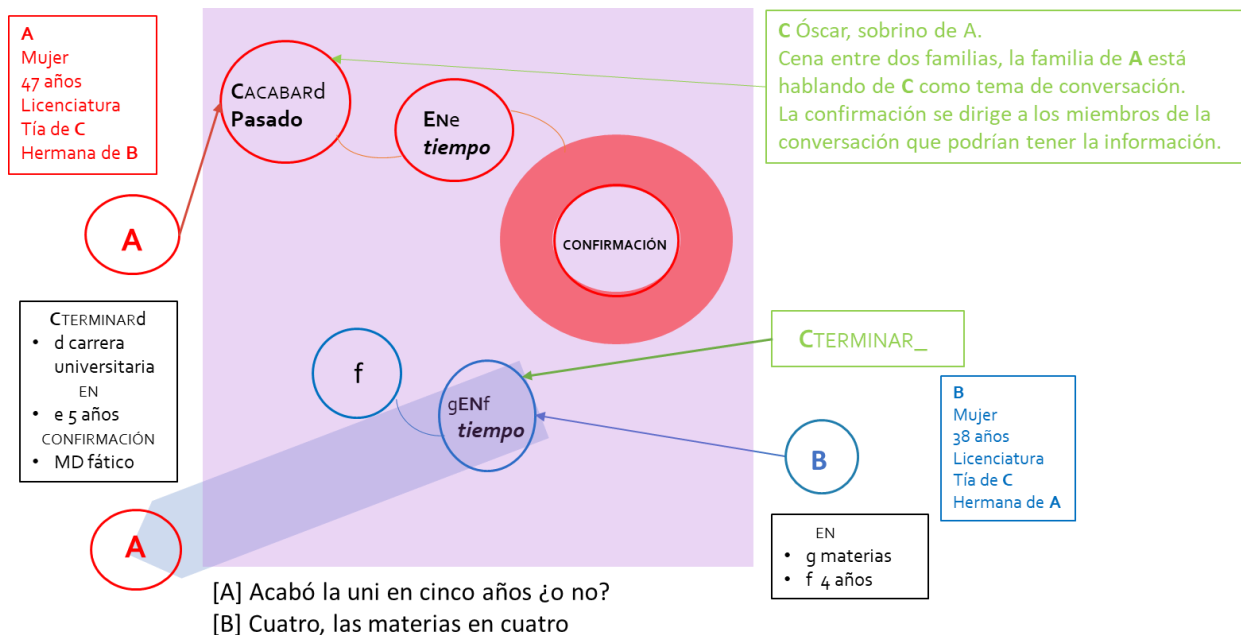 A
Mujer
47 años
Licenciatura
Tía de C
Hermana de B
C Óscar, sobrino de A.
Cena entre dos familias, la familia de A está
hablando de C como tema de conversación.
La confirmación se dirige a los miembros de la
conversación que podrían tener la información.
CACABARd
Pasado
ENe
tiempo
A
CONFIRMACIÓN
CTERMINARd
• d carrera
universitaria
EN
• e 5 años
CONFIRMACIÓN
• MD fático
f
gENf
tiempo
CTERMINAR_
B
B
Mujer
38 años
Licenciatura
Tía de C
Hermana de A
A
EN
• g materias
• f 4 años
[A] Acabó la uni en cinco años ¿o no?
[B] Cuatro, las materias en cuatro